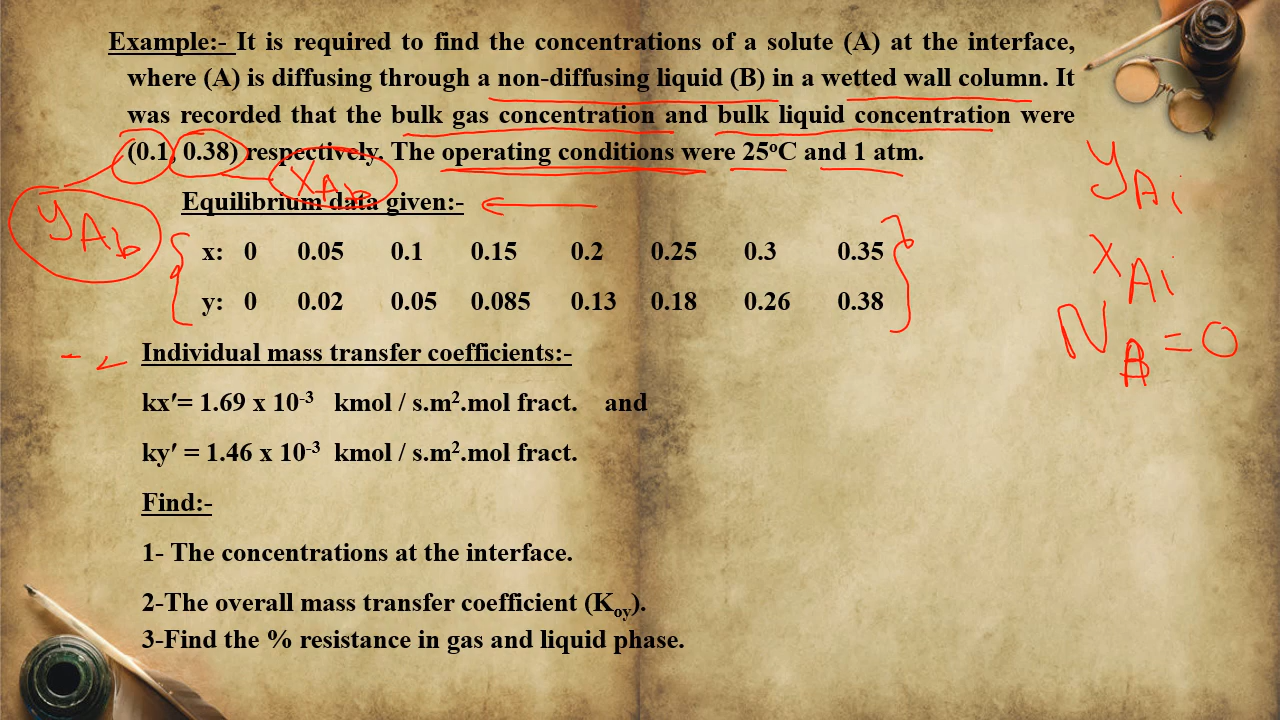 Example:- It is required to find the concentrations of a solute (A) at the interface,
where (A) is diffusing through a non-diffusing liquid (B) in a wetted wall column. It
was recorded that the bulk gas concentration and bulk liquid concentration were
(0.1, 0.38) respectively. The operating conditions were 25ºC and 1 atm.
yAb
xAb
Equilibrium data given:-
x: 0 0.05 0.1 0.15 0.2 0.25 0.3 0.35
y: 0 0.02 0.05 0.085 0.13 0.18 0.26 0.38
yAi
xAi
NB = 0
Individual mass transfer coefficients:-
kx′= 1.69 x 10⁻³ kmol / s.m².mol fract. and
ky′ = 1.46 x 10⁻³ kmol / s.m².mol fract.
Find:-
1- The concentrations at the interface.
2-The overall mass transfer coefficient (Koy).
3-Find the % resistance in gas and liquid phase.